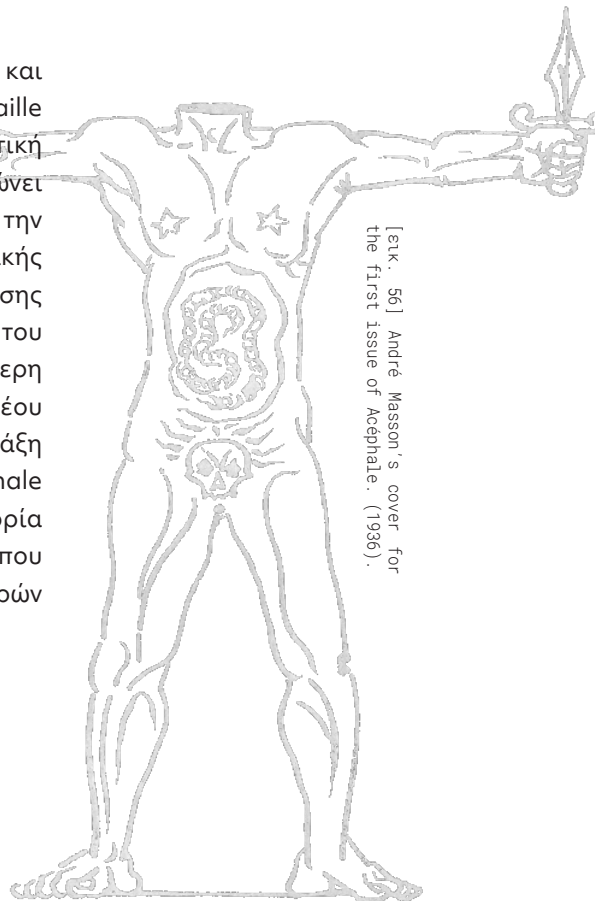 και
aille
τική
ώνει
την
ικής
σης
του
ερη
έου
άξη
hale
ορία
που
ρών
[εικ. 56] André Masson's cover for
the first issue of Acéphale. (1936).